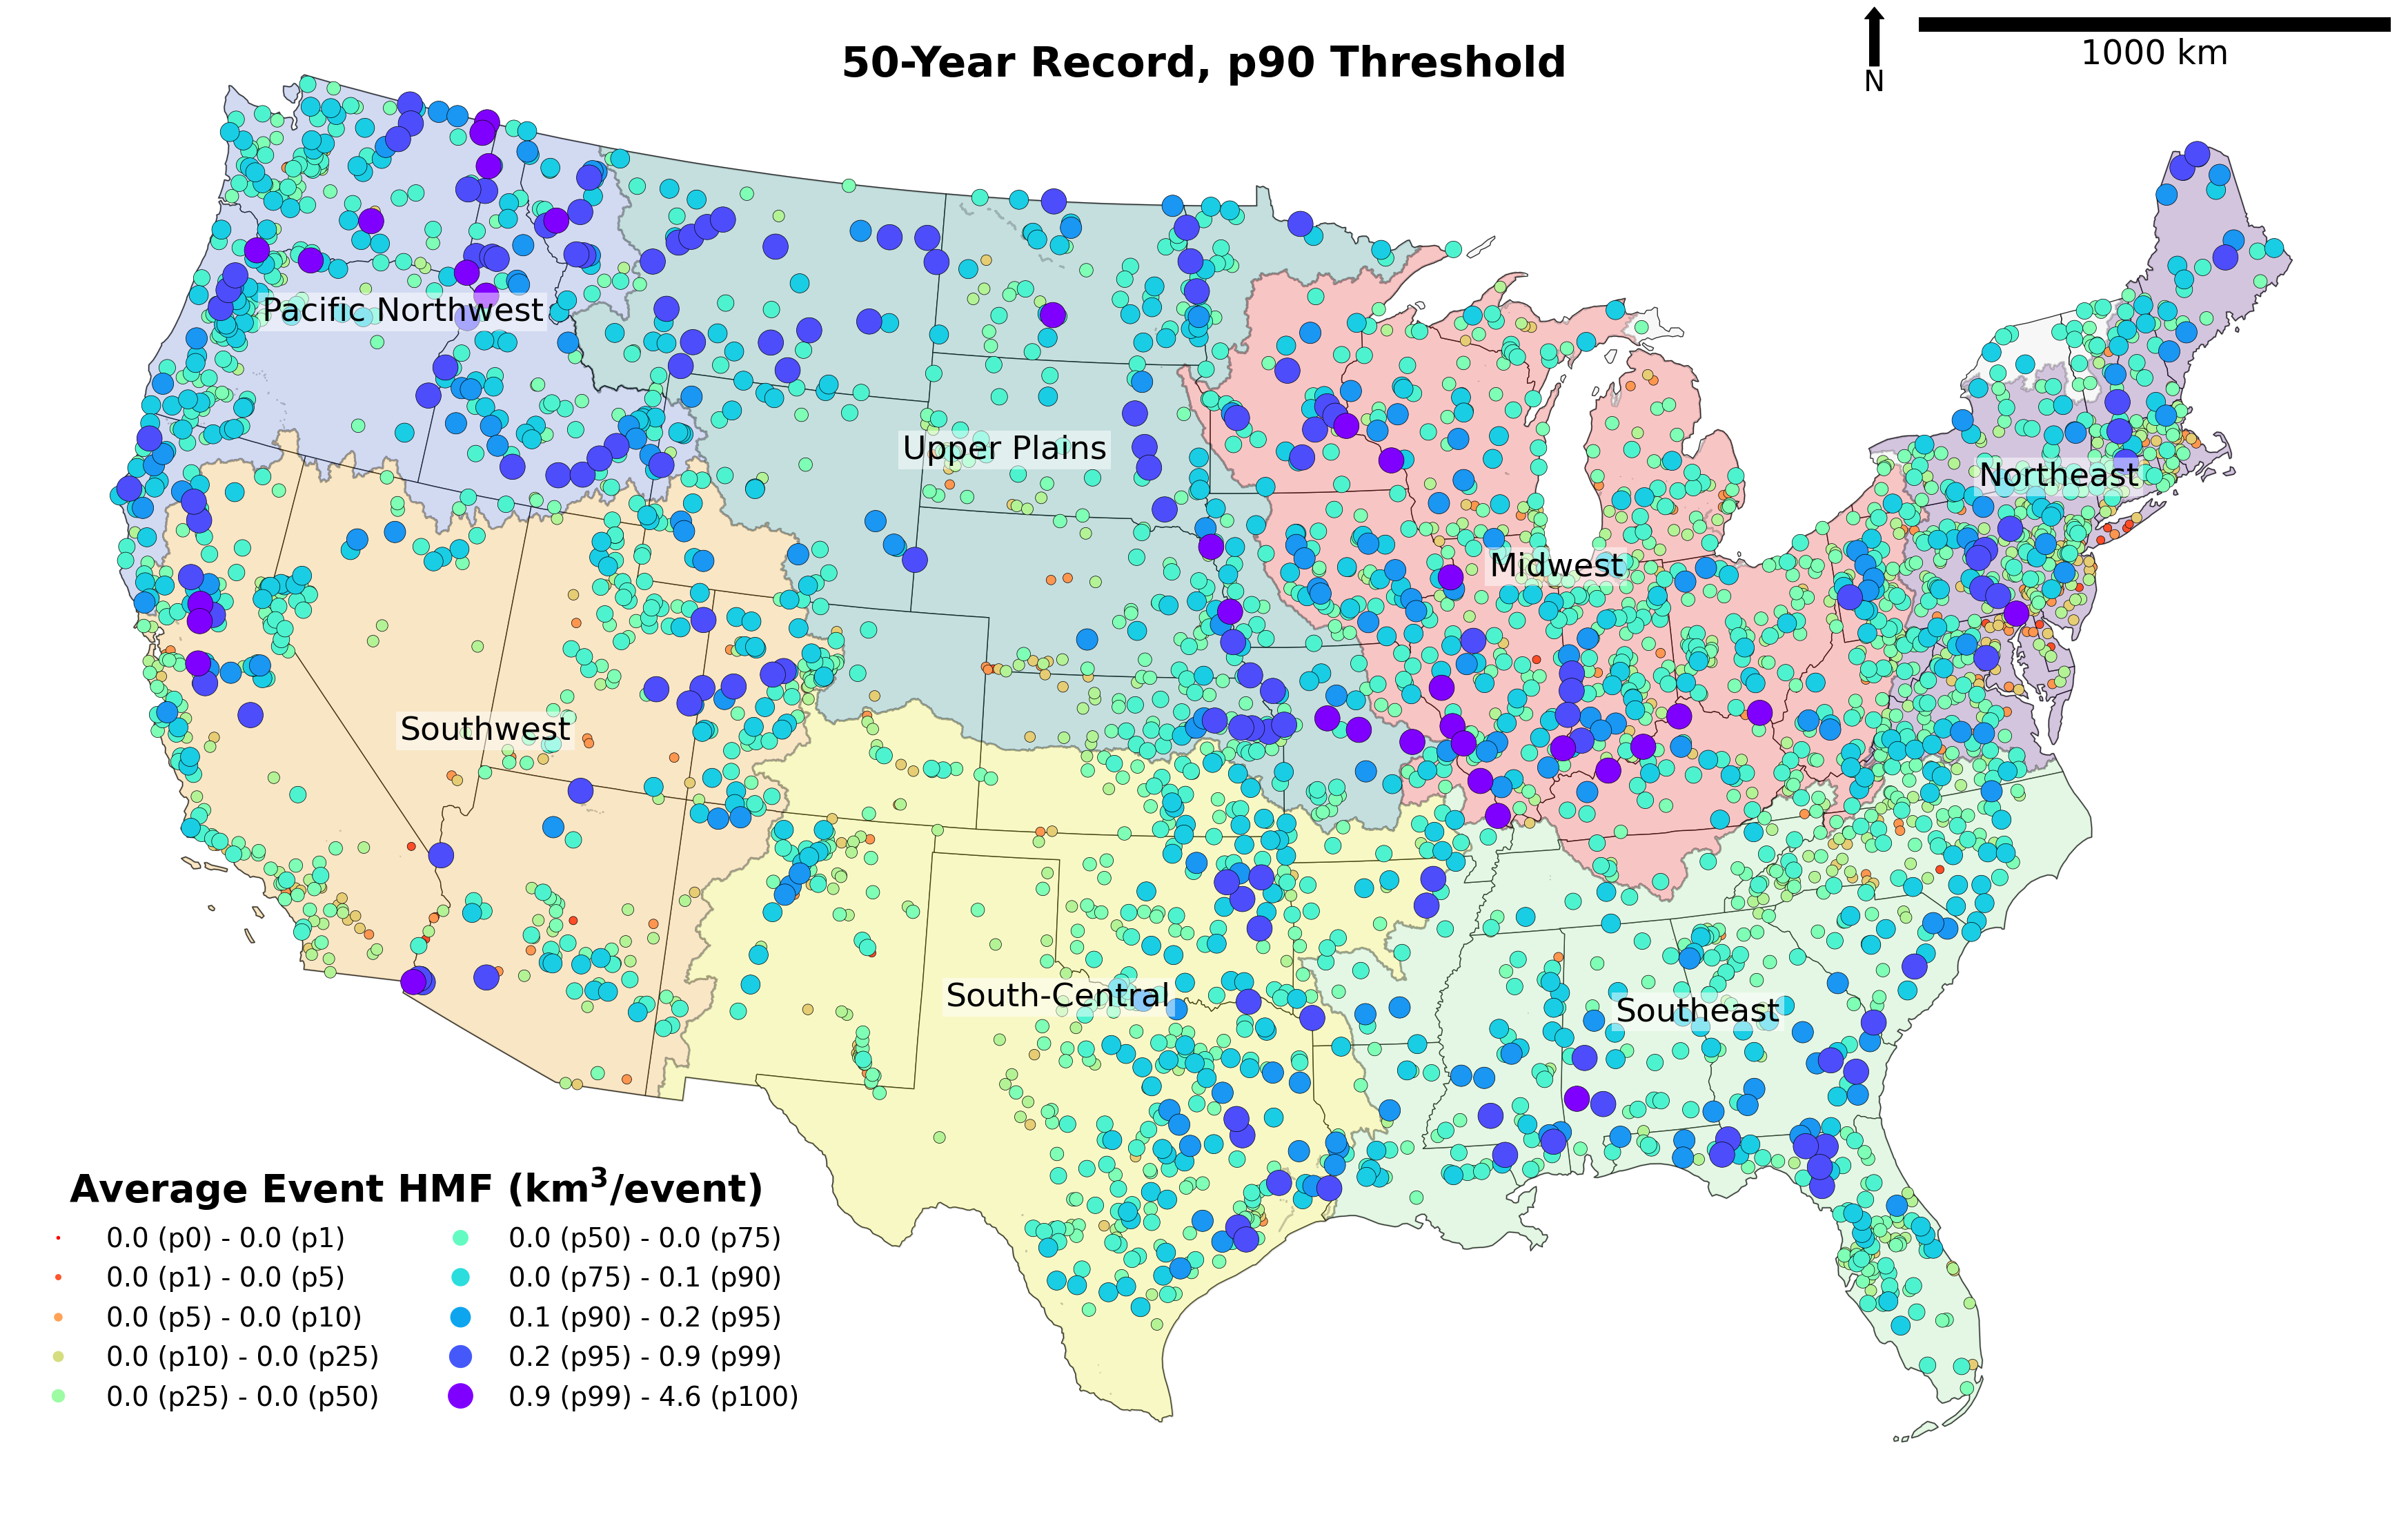 50-Year Record, p90 Threshold
1000 km
N
Pacific Northwest
Upper Plains
Northeast
Midwest
Southwest
South-Central
Southeast
Average Event HMF (km³/event)
0.0 (p0) - 0.0 (p1)
0.0 (p1) - 0.0 (p5)
0.0 (p5) - 0.0 (p10)
0.0 (p10) - 0.0 (p25)
0.0 (p25) - 0.0 (p50)
0.0 (p50) - 0.0 (p75)
0.0 (p75) - 0.1 (p90)
0.1 (p90) - 0.2 (p95)
0.2 (p95) - 0.9 (p99)
0.9 (p99) - 4.6 (p100)